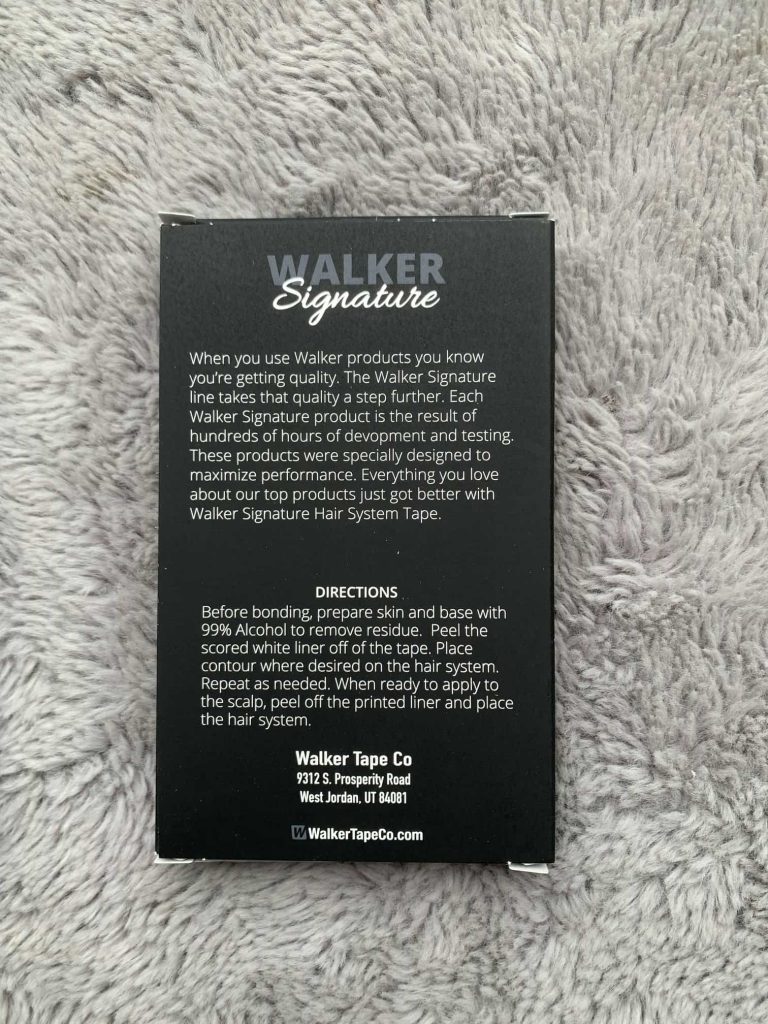 WALKER
Signature
When you use Walker products you know
you're getting quality. The Walker Signature
line takes that quality a step further. Each
Walker Signature product is the result of
hundreds of hours of devopment and testing.
These products were specially designed to
maximize performance. Everything you love
about our top products just got better with
Walker Signature Hair System Tape.
DIRECTIONS
Before bonding, prepare skin and base with
99% Alcohol to remove residue.  Peel the
scored white liner off of the tape. Place
contour where desired on the hair system.
Repeat as needed. When ready to apply to
the scalp, peel off the printed liner and place
the hair system.
Walker Tape Co
9312 S. Prosperity Road
West Jordan, UT 84081
W WalkerTapeCo.com